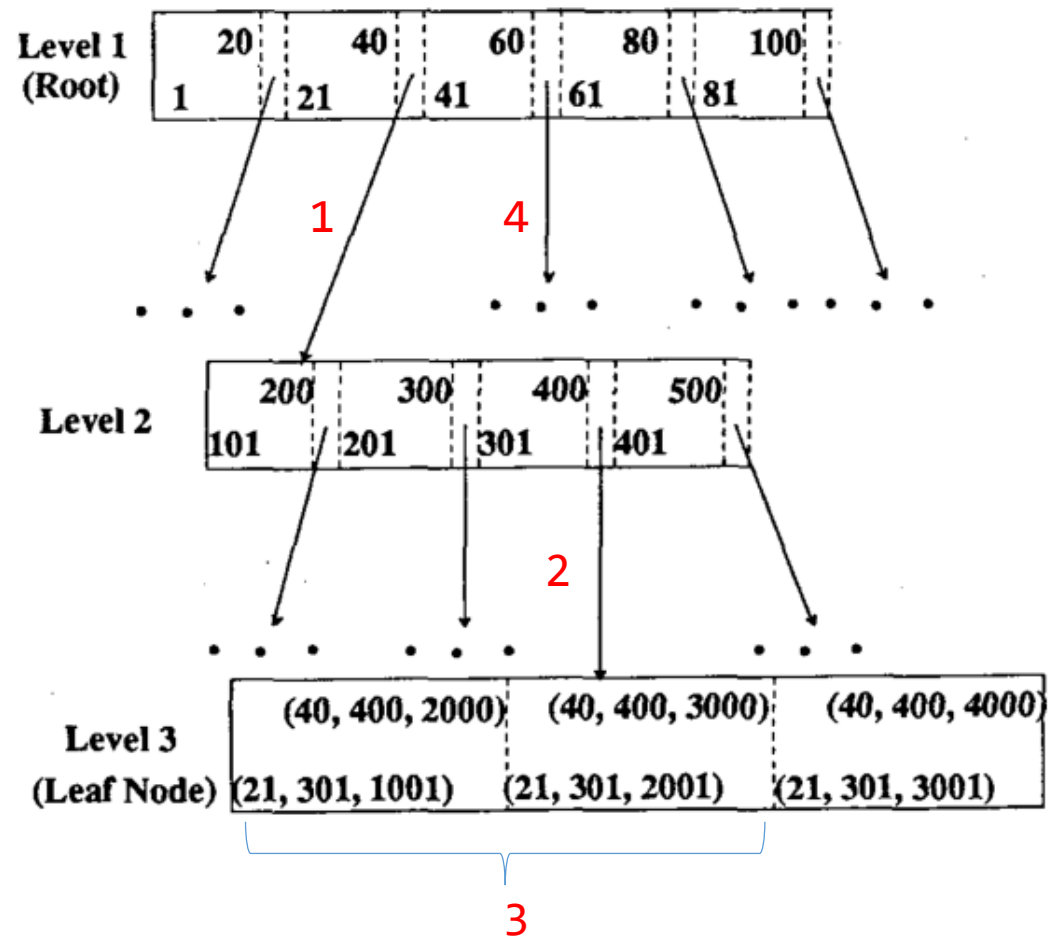 Level 1
(Root)
20 40 60 80 100
1 21 41 61 81
1 4
Level 2
200 300 400 500
101 201 301 401
2
Level 3
(Leaf Node)
(40, 400, 2000) (40, 400, 3000) (40, 400, 4000)
(21, 301, 1001) (21, 301, 2001) (21, 301, 3001)
3